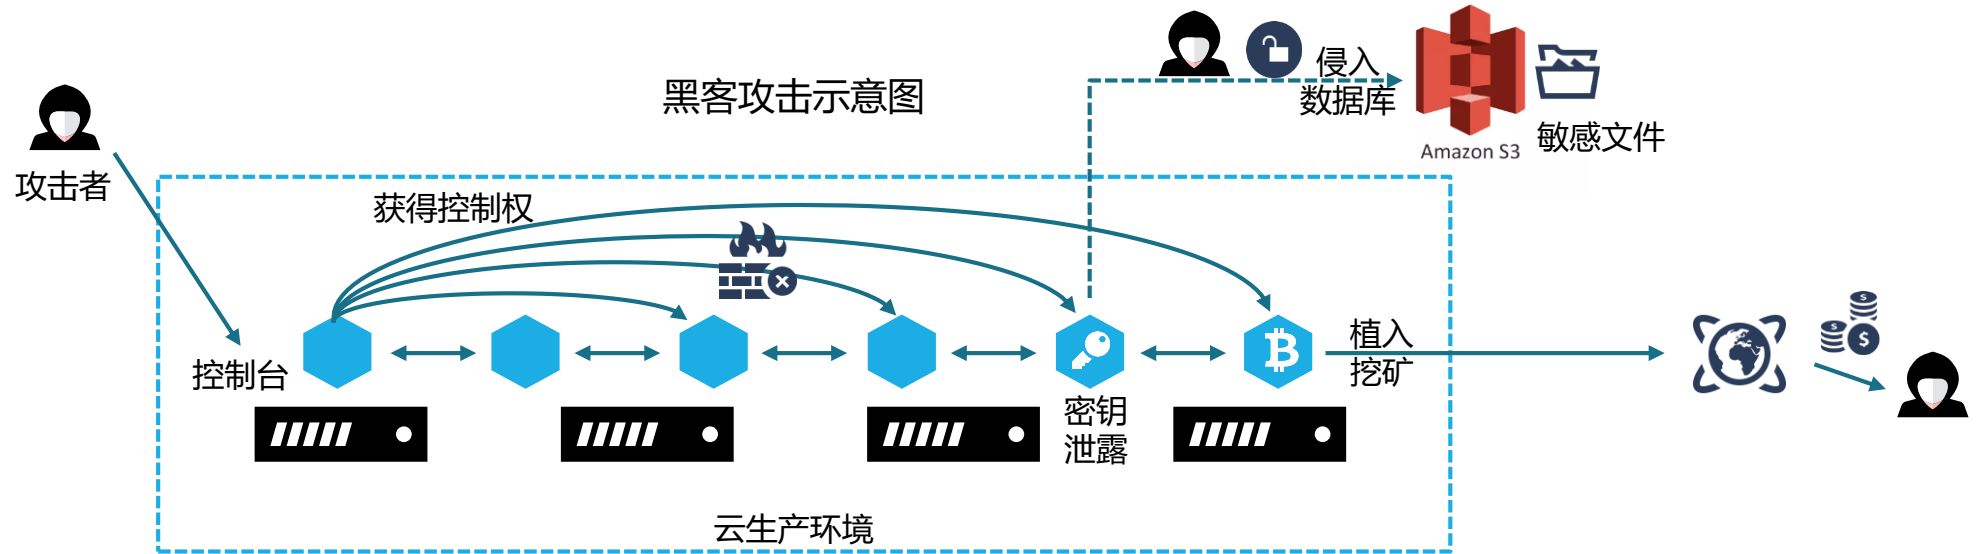 黑客攻击示意图
侵入
数据库
Amazon S3
敏感文件
攻击者
获得控制权
控制台
植入
挖矿
密钥
泄露
云生产环境